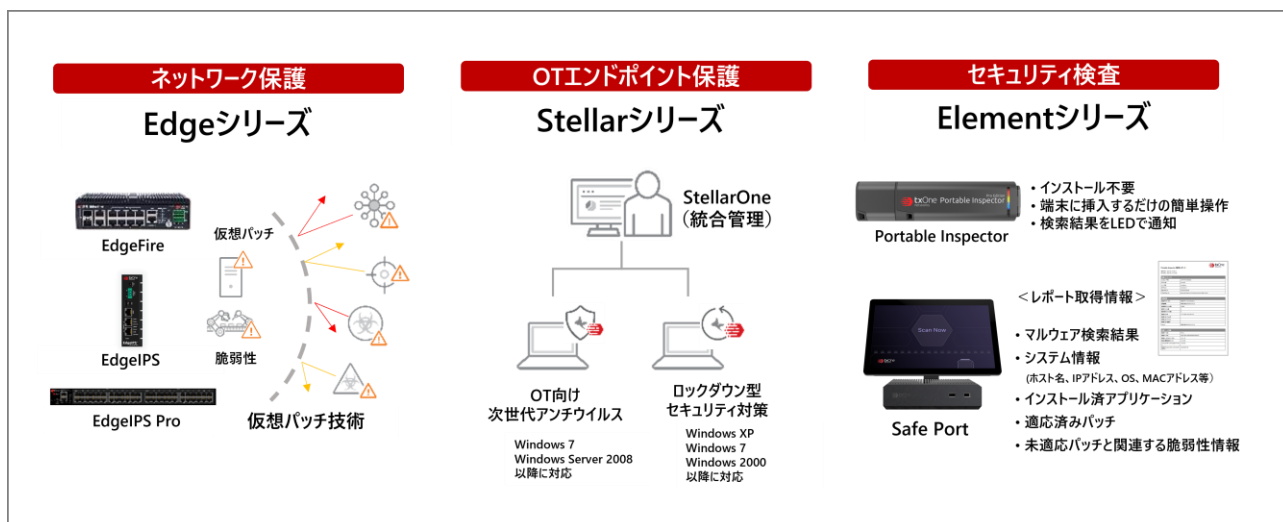 ネットワーク保護
Edgeシリーズ
EdgeFire
EdgeIPS
EdgeIPS Pro
仮想パッチ
脆弱性
仮想パッチ技術
OTエンドポイント保護
Stellarシリーズ
StellarOne
（統合管理）
OT向け
次世代アンチウイルス
Windows 7
Windows Server 2008
以降に対応
ロックダウン型
セキュリティ対策
Windows XP
Windows 7
Windows 2000
以降に対応
セキュリティ検査
Elementシリーズ
txOne Portable Inspector
Portable Inspector
・インストール不要
・端末に挿入するだけの簡単操作
・検索結果をLEDで通知
Scan Now
Safe Port
＜レポート取得情報＞
・マルウェア検索結果
・システム情報
(ホスト名、IPアドレス、OS、MACアドレス等）
・インストール済アプリケーション
・適応済みパッチ
・未適応パッチと関連する脆弱性情報